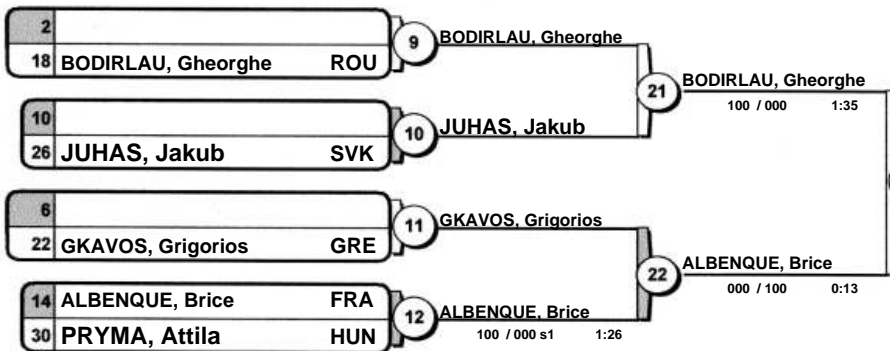 2
18 BODIRLAU, Gheorghe ROU
9
BODIRLAU, Gheorghe
10
26 JUHAS, Jakub SVK
10
JUHAS, Jakub
21
BODIRLAU, Gheorghe
100 / 000 1:35
6
22 GKAVOS, Grigorios GRE
11
GKAVOS, Grigorios
14 ALBENQUE, Brice FRA
30 PRYMA, Attila HUN
12
ALBENQUE, Brice
100 / 000 s1 1:26
22
ALBENQUE, Brice
000 / 100 0:13